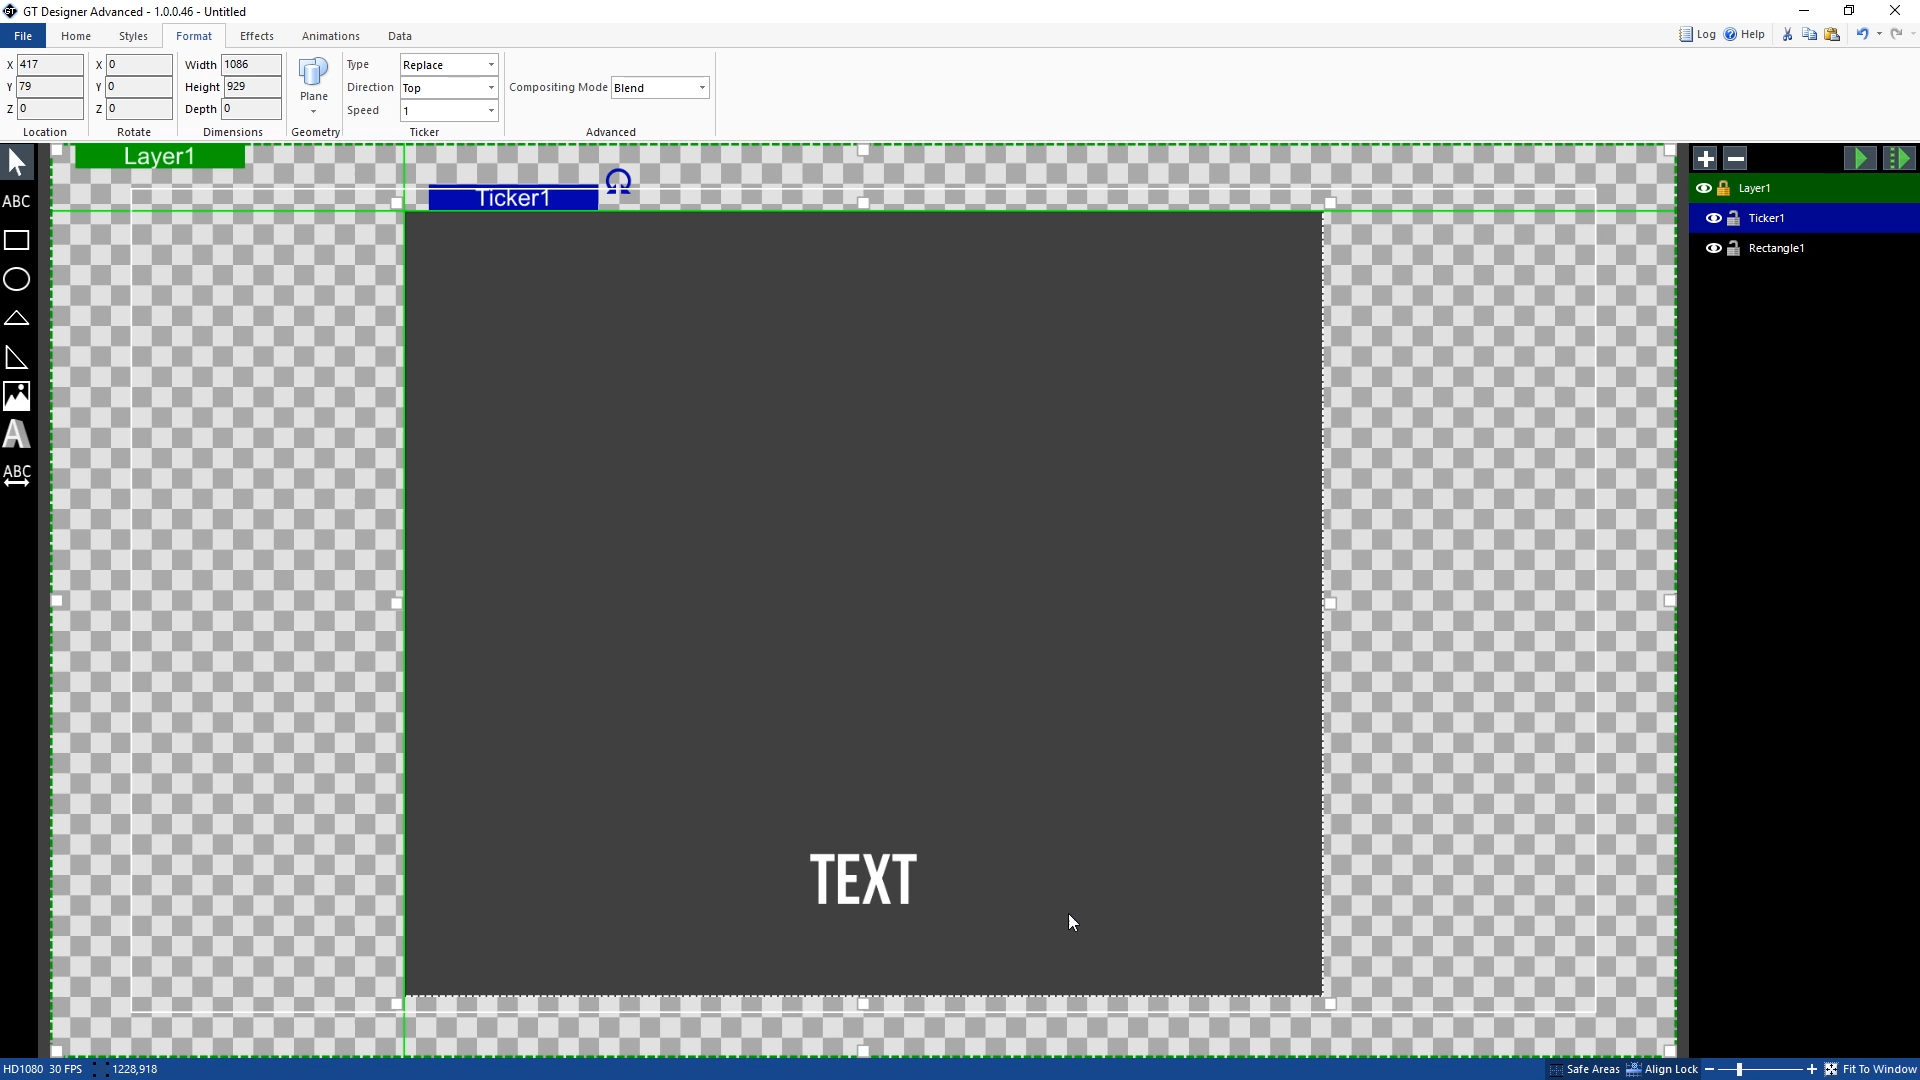 GT Designer Advanced - 1.0.0.46 - Untitled
File Home Styles Format Effects Animations Data Log Help
X 417 X 0 Width 1086 Type Replace
Y 79 Y 0 Height 929 Plane Direction Top Compositing Mode Blend
Z 0 Z 0 Depth 0 Speed 1
Location Rotate Dimensions Geometry Ticker Advanced
Layer1
Ticker1
ABC
A
ABC
TEXT
Layer1
Ticker1
Rectangle1
HD1080 30 FPS 1228,918 Safe Areas Align Lock Fit To Window